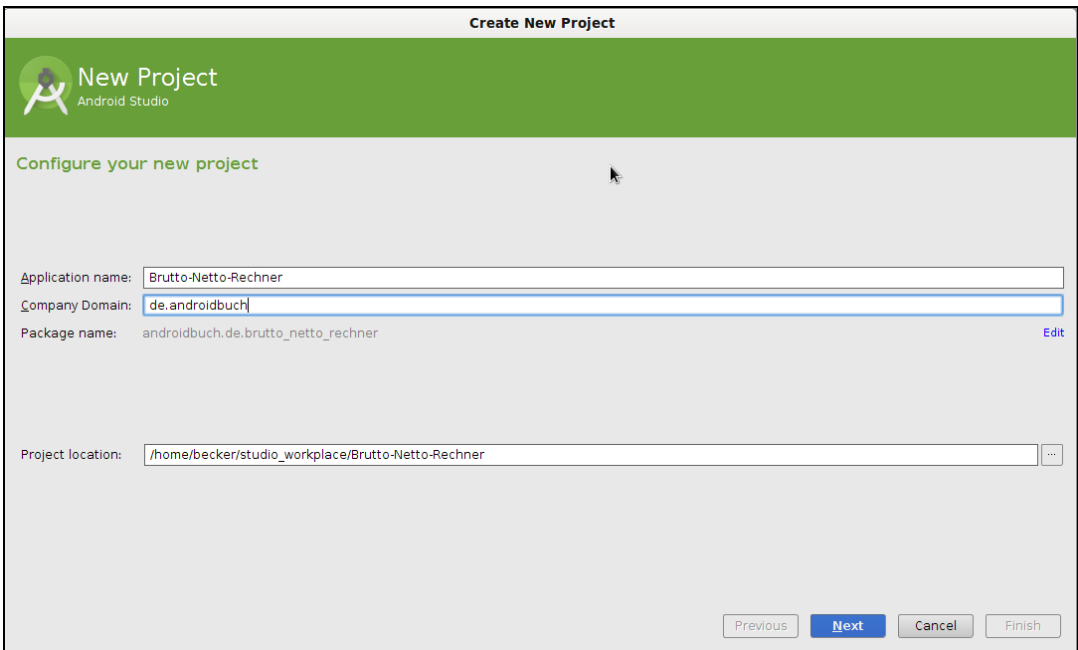 Create New Project
New Project
Android Studio
Configure your new project
Application name: Brutto-Netto-Rechner
Company Domain: de.androidbuch
Package name: androidbuch.de.brutto_netto_rechner Edit
Project location: /home/becker/studio_workplace/Brutto-Netto-Rechner ...
Previous Next Cancel Finish